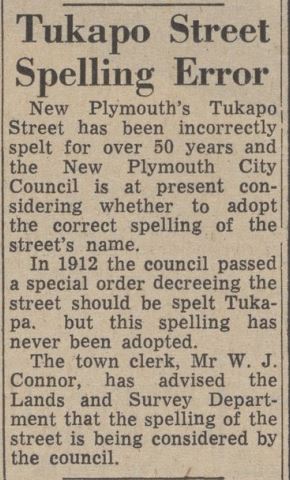 Tukapo Street
Spelling Error
New Plymouth's Tukapo
Street has been incorrectly
spelt for over 50 years and
the New Plymouth City
Council is at present con-
sidering whether to adopt
the correct spelling of the
street's name.
In 1912 the council passed
a special order decreeing the
street should be spelt Tuka-
pa. but this spelling has
never been adopted.
The town clerk, Mr W. J.
Connor, has advised the
Lands and Survey Depart-
ment that the spelling of the
street is being considered by
the council.